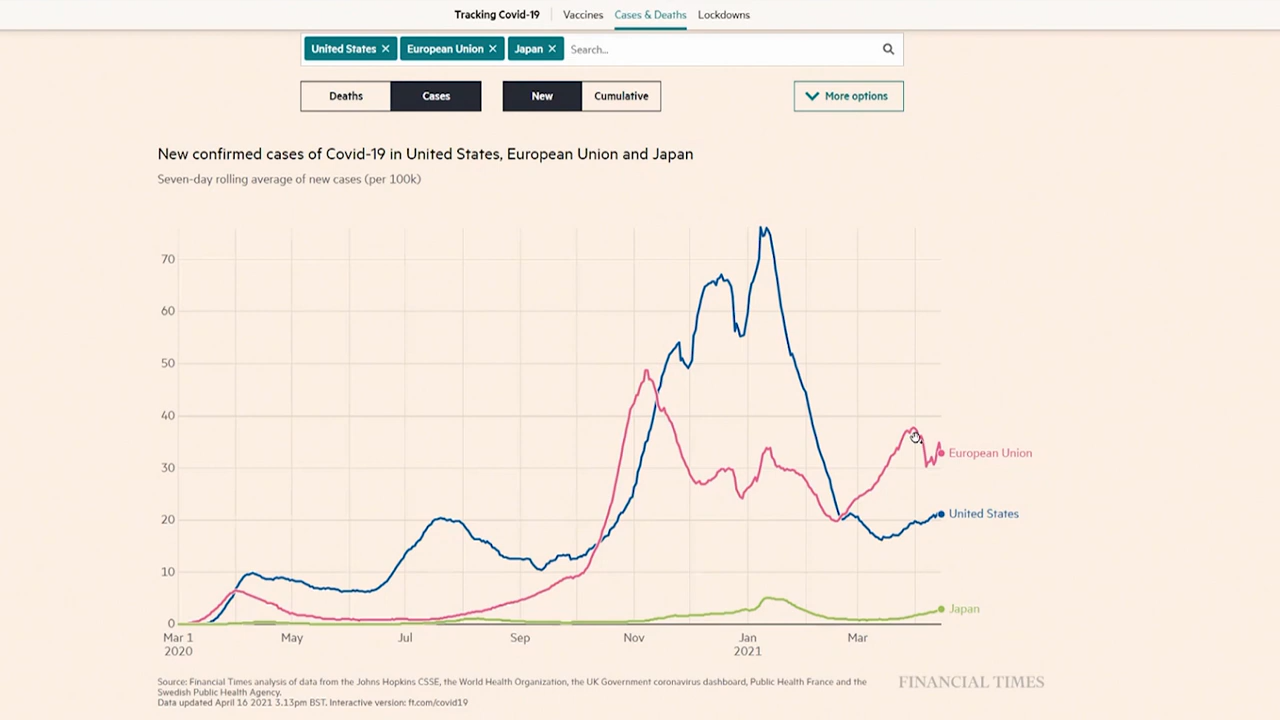 Tracking Covid-19 Vaccines Cases & Deaths Lockdowns
United States × European Union × Japan × Search...
Deaths Cases New Cumulative More options
New confirmed cases of Covid-19 in United States, European Union and Japan
Seven-day rolling average of new cases (per 100k)
70
60
50
40
30
20
10
0
European Union
United States
Japan
Mar 1 May Jul Sep Nov Jan Mar
2020 2021
Source: Financial Times analysis of data from the Johns Hopkins CSSE, the World Health Organization, the UK Government coronavirus dashboard, Public Health France and the
Swedish Public Health Agency.
Data updated April 16 2021 3.13pm BST. Interactive version: ft.com/covid19
FINANCIAL TIMES